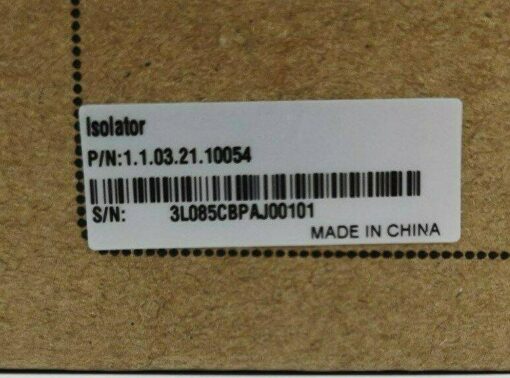 Isolator
P/N:1.1.03.21.10054
S/N: 3L085CBPAJ00101
MADE IN CHINA